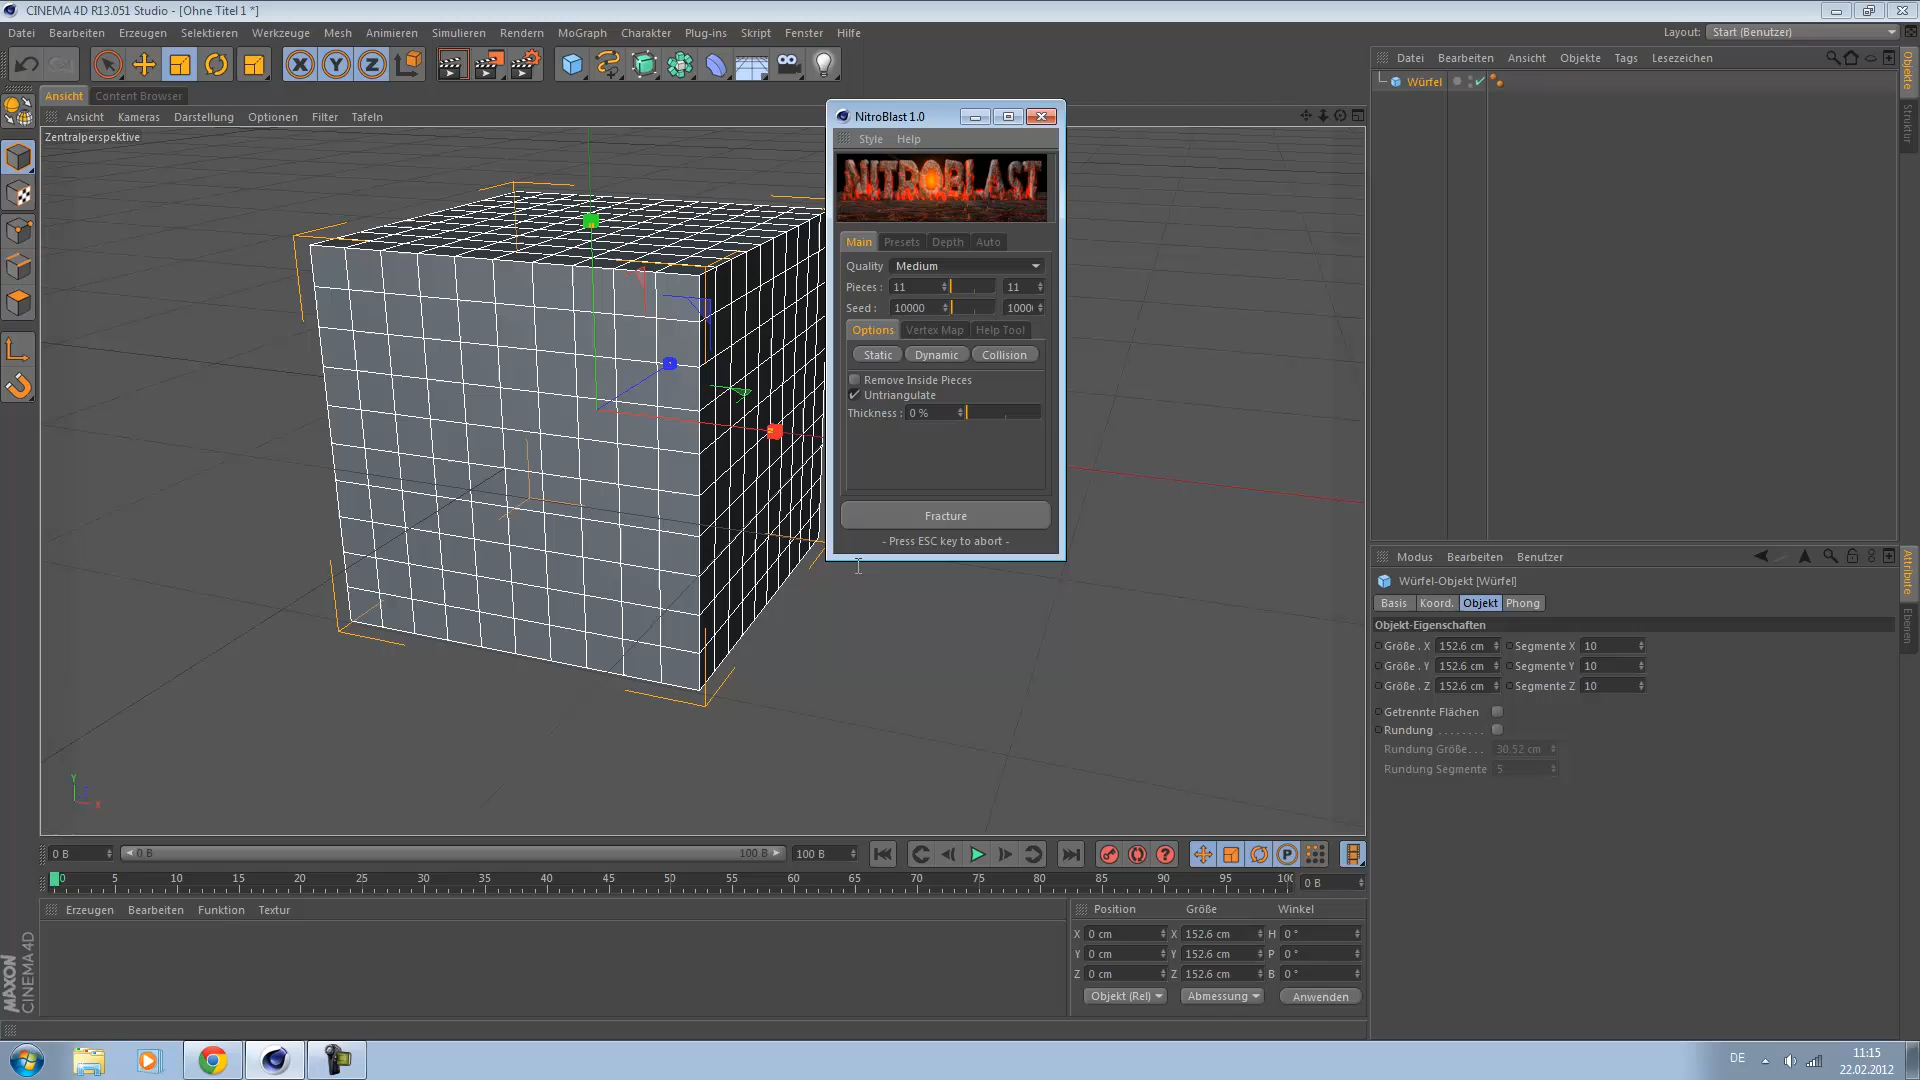 CINEMA 4D R13.051 Studio - [Ohne Titel 1 *]
Datei Bearbeiten Erzeugen Selektieren Werkzeuge Mesh Animieren Simulieren Rendern MoGraph Charakter Plug-ins Skript Fenster Hilfe
Layout: Start (Benutzer)
X Y Z
Datei Bearbeiten Ansicht Objekte Tags Lesezeichen
Objekte
Struktur
Würfel
Ansicht Content Browser
Ansicht Kameras Darstellung Optionen Filter Tafeln
Zentralperspektive
NitroBlast 1.0
Style Help
NITROBLAST
Main Presets Depth Auto
Quality Medium
Pieces : 11 11
Seed : 10000 1000
Options Vertex Map Help Tool
Static Dynamic Collision
Remove Inside Pieces
Untriangulate
Thickness : 0 %
Fracture
- Press ESC key to abort -
Y
Z
X
Modus Bearbeiten Benutzer
Attribute
Ebenen
Würfel-Objekt [Würfel]
Basis Koord. Objekt Phong
Objekt-Eigenschaften
Größe . X 152.6 cm Segmente X 10
Größe . Y 152.6 cm Segmente Y 10
Größe . Z 152.6 cm Segmente Z 10
Getrennte Flächen
Rundung . . . . . . . .
Rundung Größe . . . 30.52 cm
Rundung Segmente 5
0 B 0 B 100 B 100 B
P
0 5 10 15 20 25 30 35 40 45 50 55 60 65 70 75 80 85 90 95 100 0 B
Erzeugen Bearbeiten Funktion Textur
Position Größe Winkel
X 0 cm X 152.6 cm H 0 °
Y 0 cm Y 152.6 cm P 0 °
Z 0 cm Z 152.6 cm B 0 °
Objekt (Rel) Abmessung Anwenden
MAXON
CINEMA 4D
DE
11:15
22.02.2012